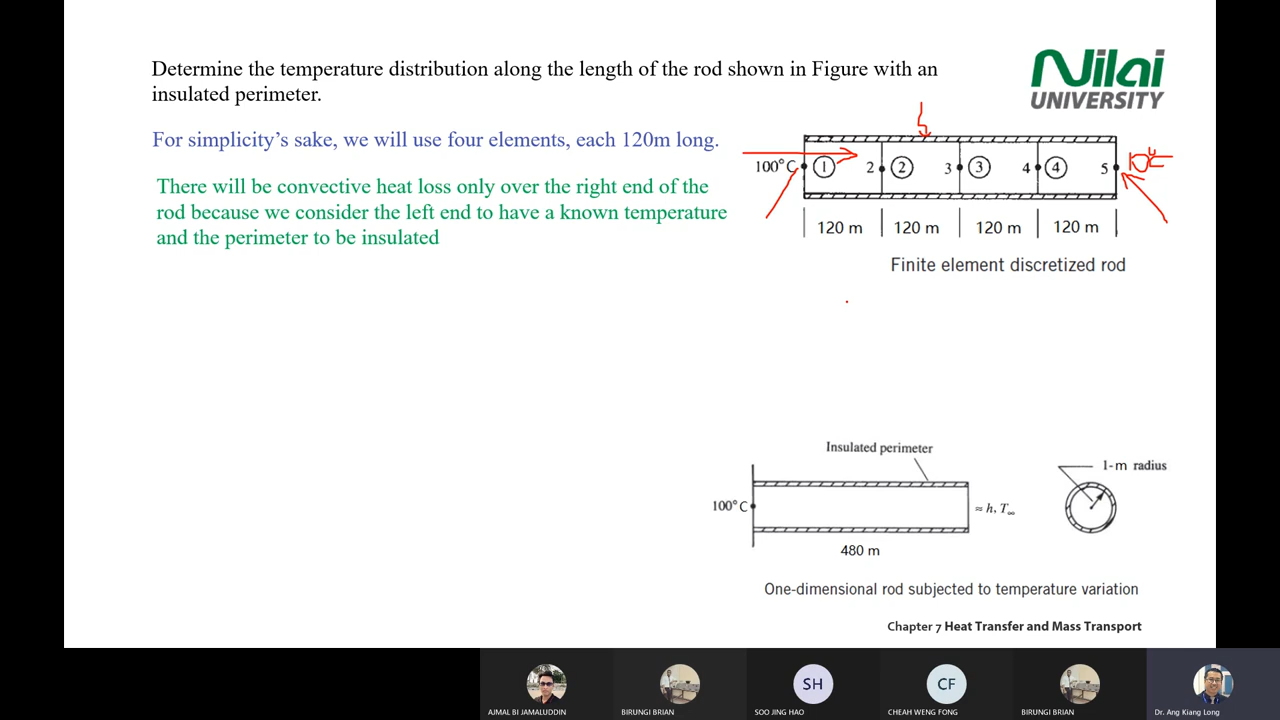 Determine the temperature distribution along the length of the rod shown in Figure with an
insulated perimeter.
Nilai
UNIVERSITY
For simplicity's sake, we will use four elements, each 120m long.
There will be convective heat loss only over the right end of the
rod because we consider the left end to have a known temperature
and the perimeter to be insulated
100°C 1 2 2 3 3 4 4 5
120 m 120 m 120 m 120 m
Finite element discretized rod
Insulated perimeter
1-m radius
100°C
≈ h, T∞
480 m
One-dimensional rod subjected to temperature variation
Chapter 7 Heat Transfer and Mass Transport
SH
CF
AJMAL BI JAMALUDDIN
BIRUNGI BRIAN
SOO JING HAO
CHEAH WENG FONG
BIRUNGI BRIAN
Dr. Ang Kiang Long